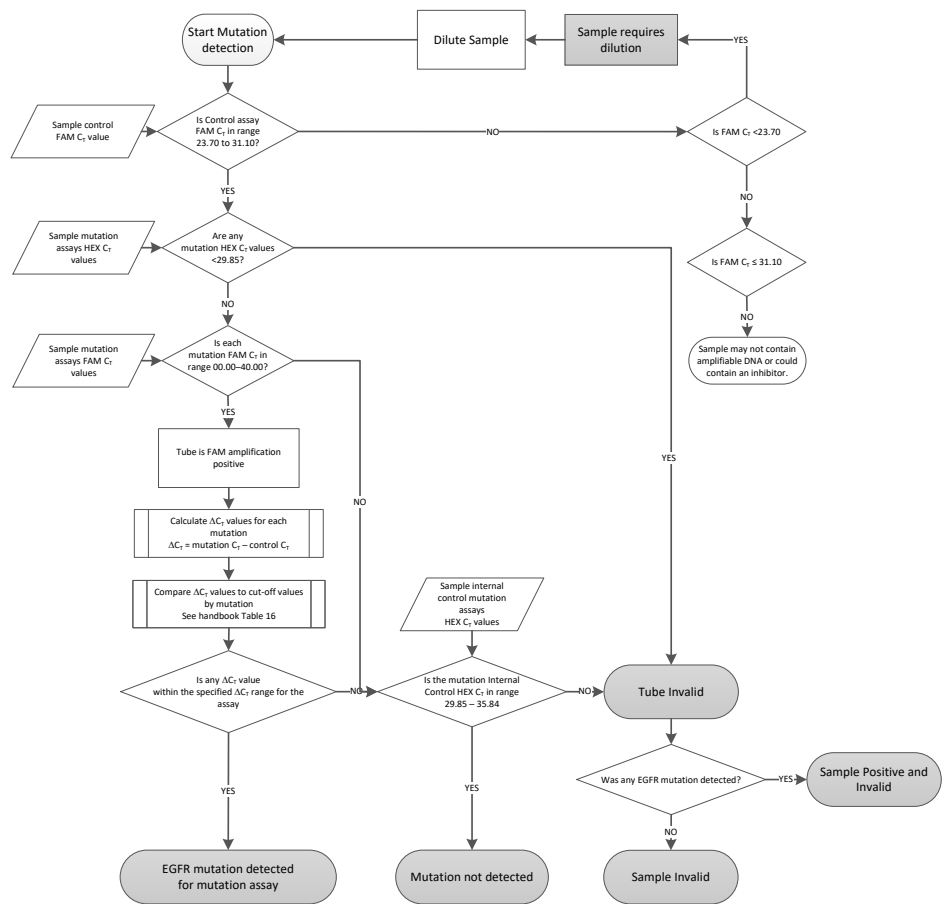 Start Mutation
detection
Dilute Sample
Sample requires
dilution
YES
Sample control
FAM CT value
Is Control assay
FAM CT in range
23.70 to 31.10?
NO
Is FAM CT <23.70
YES
NO
Sample mutation
assays HEX CT
values
Are any
mutation HEX CT values
<29.85?
Is FAM CT ≤ 31.10
NO
NO
Sample mutation
assays FAM CT
values
Is each
mutation FAM CT in
range 00.00–40.00?
Sample may not contain
amplifiable DNA or could
contain an inhibitor.
YES
Tube is FAM amplification
positive
YES
NO
Calculate ΔCT values for each
mutation
ΔCT = mutation CT – control CT
Compare ΔCT values to cut-off values
by mutation
See handbook Table 16
Sample internal
control mutation
assays
HEX CT values
Is any ΔCT value
within the specified ΔCT range for the
assay
NO
Is the mutation Internal
Control HEX CT in range
29.85 – 35.84
NO
Tube Invalid
YES
YES
Was any EGFR mutation detected?
YES
Sample Positive and
Invalid
NO
EGFR mutation detected
for mutation assay
Mutation not detected
Sample Invalid